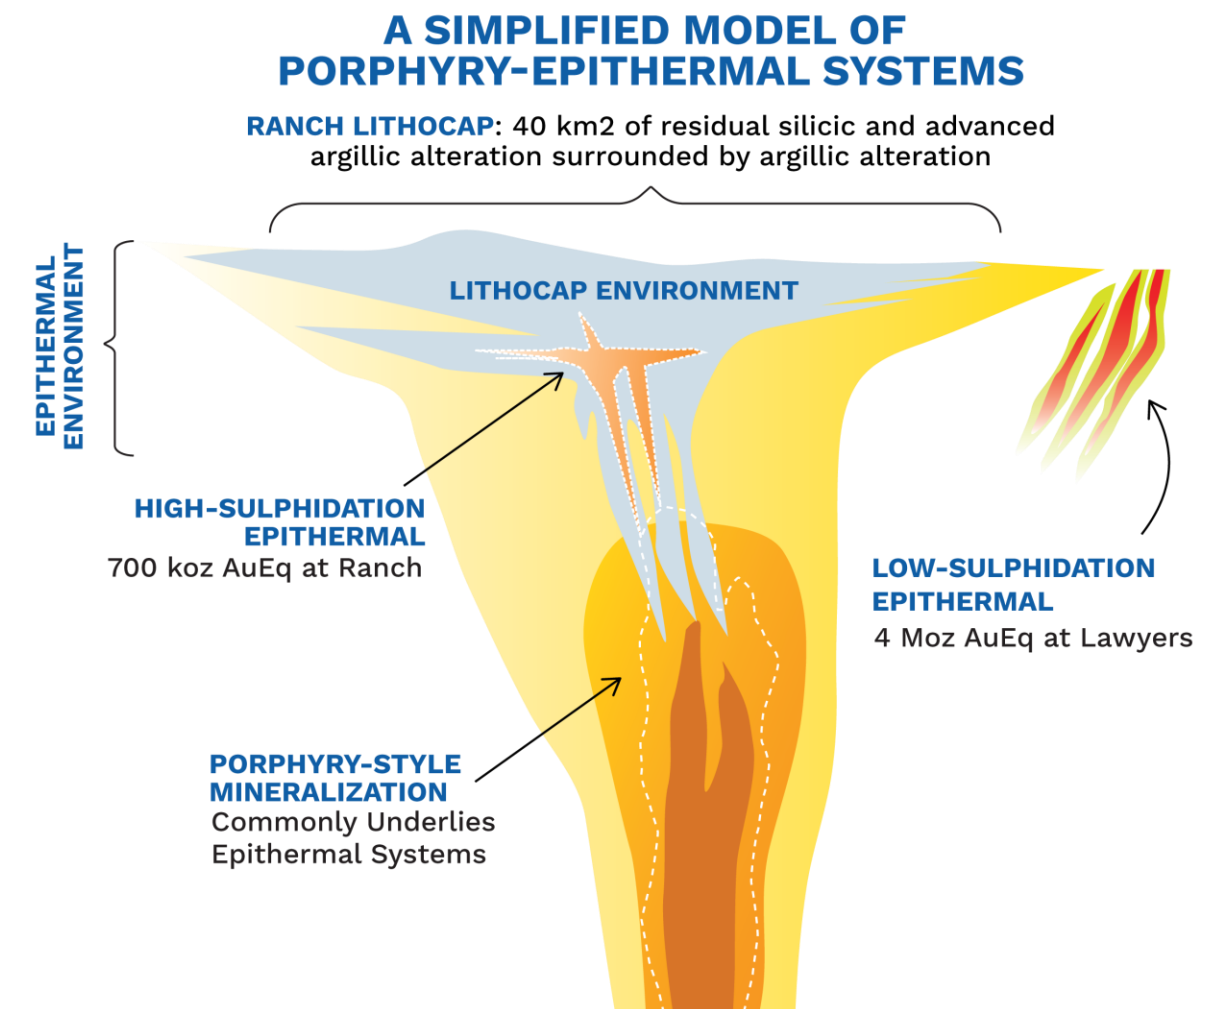 A SIMPLIFIED MODEL OF
PORPHYRY-EPITHERMAL SYSTEMS
RANCH LITHOCAP: 40 km2 of residual silicic and advanced
argillic alteration surrounded by argillic alteration
EPITHERMAL
ENVIRONMENT
LITHOCAP ENVIRONMENT
HIGH-SULPHIDATION
EPITHERMAL
700 koz AuEq at Ranch
LOW-SULPHIDATION
EPITHERMAL
4 Moz AuEq at Lawyers
PORPHYRY-STYLE
MINERALIZATION
Commonly Underlies
Epithermal Systems